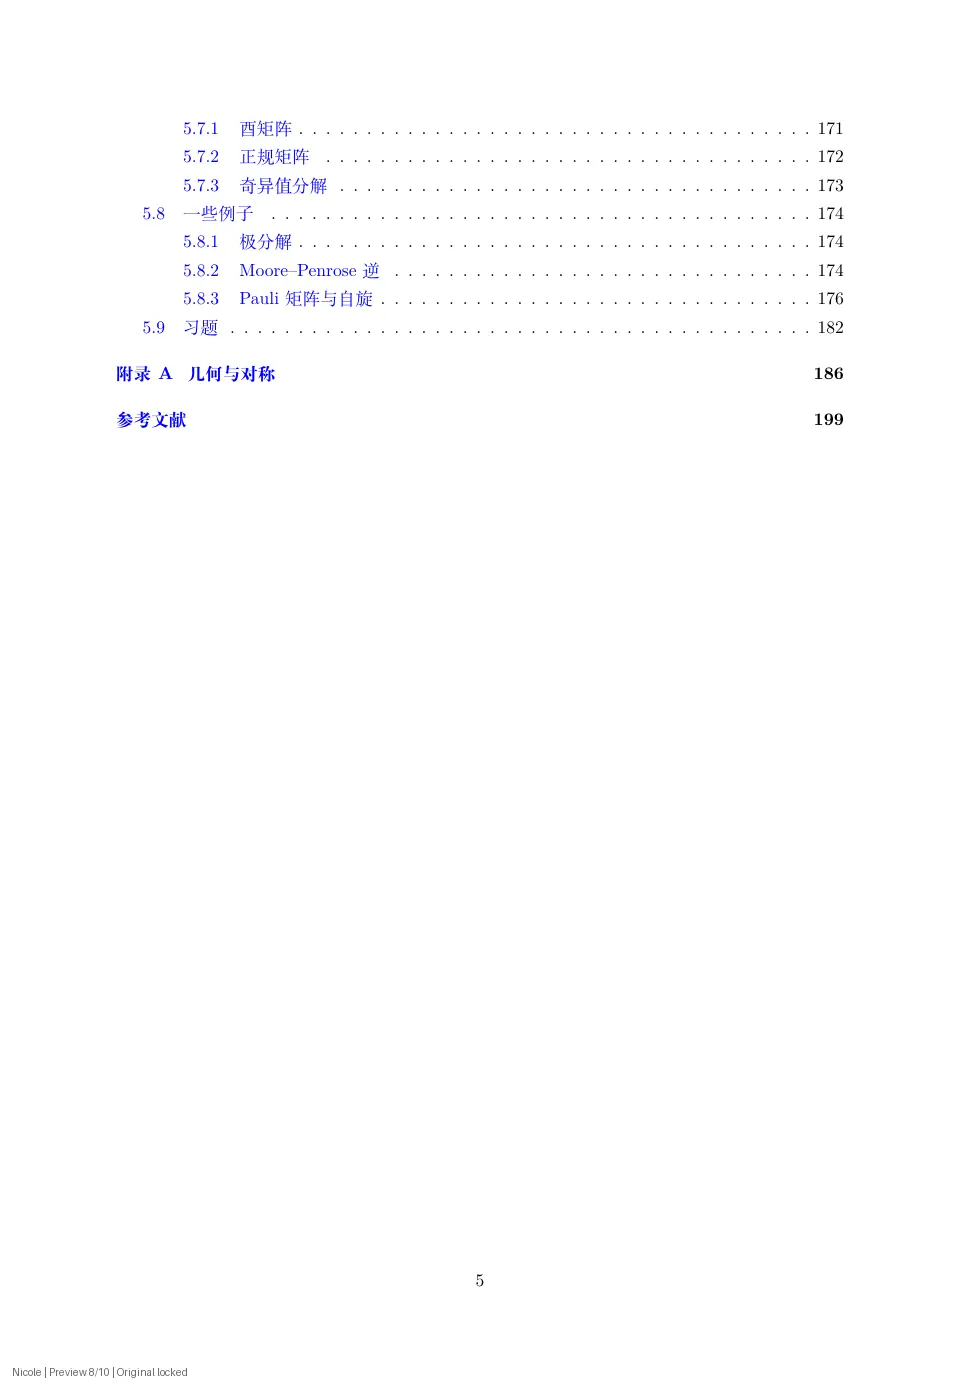 5.7.1 酉矩阵 . . . . . . . . . . . . . . . . . . . . . . . . . . . . . . . . . . . . . . 171
5.7.2 正规矩阵 . . . . . . . . . . . . . . . . . . . . . . . . . . . . . . . . . . . . 172
5.7.3 奇异值分解 . . . . . . . . . . . . . . . . . . . . . . . . . . . . . . . . . . . 173
5.8 一些例子 . . . . . . . . . . . . . . . . . . . . . . . . . . . . . . . . . . . . . . . . 174
5.8.1 极分解 . . . . . . . . . . . . . . . . . . . . . . . . . . . . . . . . . . . . . . 174
5.8.2 Moore–Penrose 逆 . . . . . . . . . . . . . . . . . . . . . . . . . . . . . . . 174
5.8.3 Pauli 矩阵与自旋 . . . . . . . . . . . . . . . . . . . . . . . . . . . . . . . . 176
5.9 习题 . . . . . . . . . . . . . . . . . . . . . . . . . . . . . . . . . . . . . . . . . . . 182
附录 A 几何与对称 186
参考文献 199
5
Nicole | Preview 8/10 | Original locked